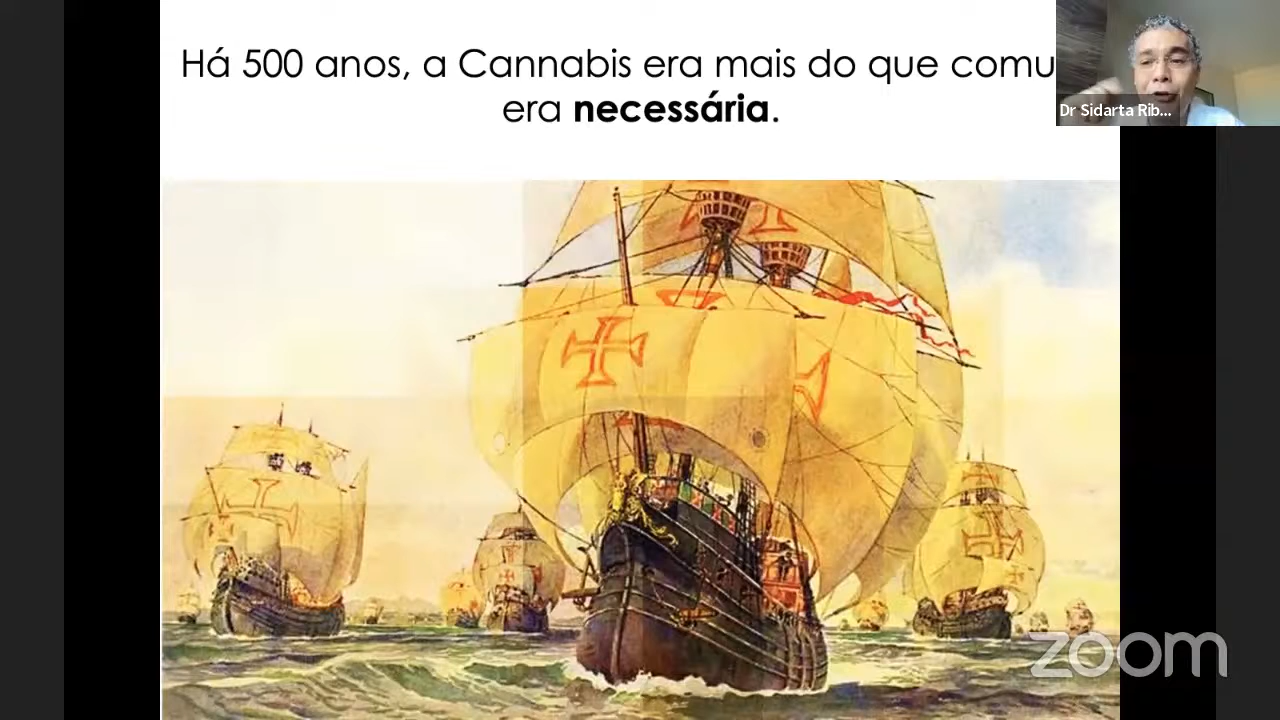 Há 500 anos, a Cannabis era mais do que comu
era necessária.
Dr Sidarta Rib...
zoom